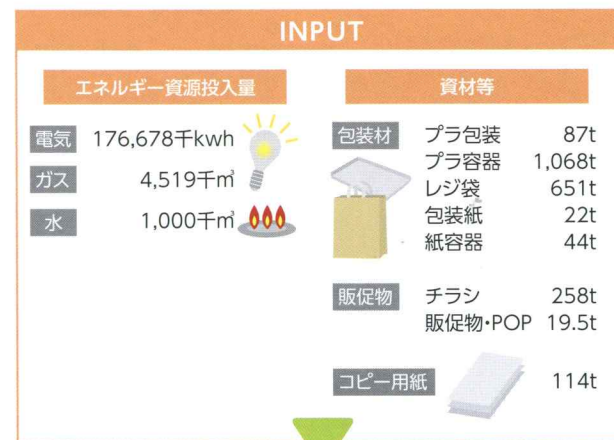 INPUT
エネルギー資源投入量
電気 176,678千kwh
ガス 4,519千㎥
水 1,000千㎥
資材等
包装材 プラ包装 87t
プラ容器 1,068t
レジ袋 651t
包装紙 22t
紙容器 44t
販促物 チラシ 258t
販促物・POP 19.5t
コピー用紙 114t